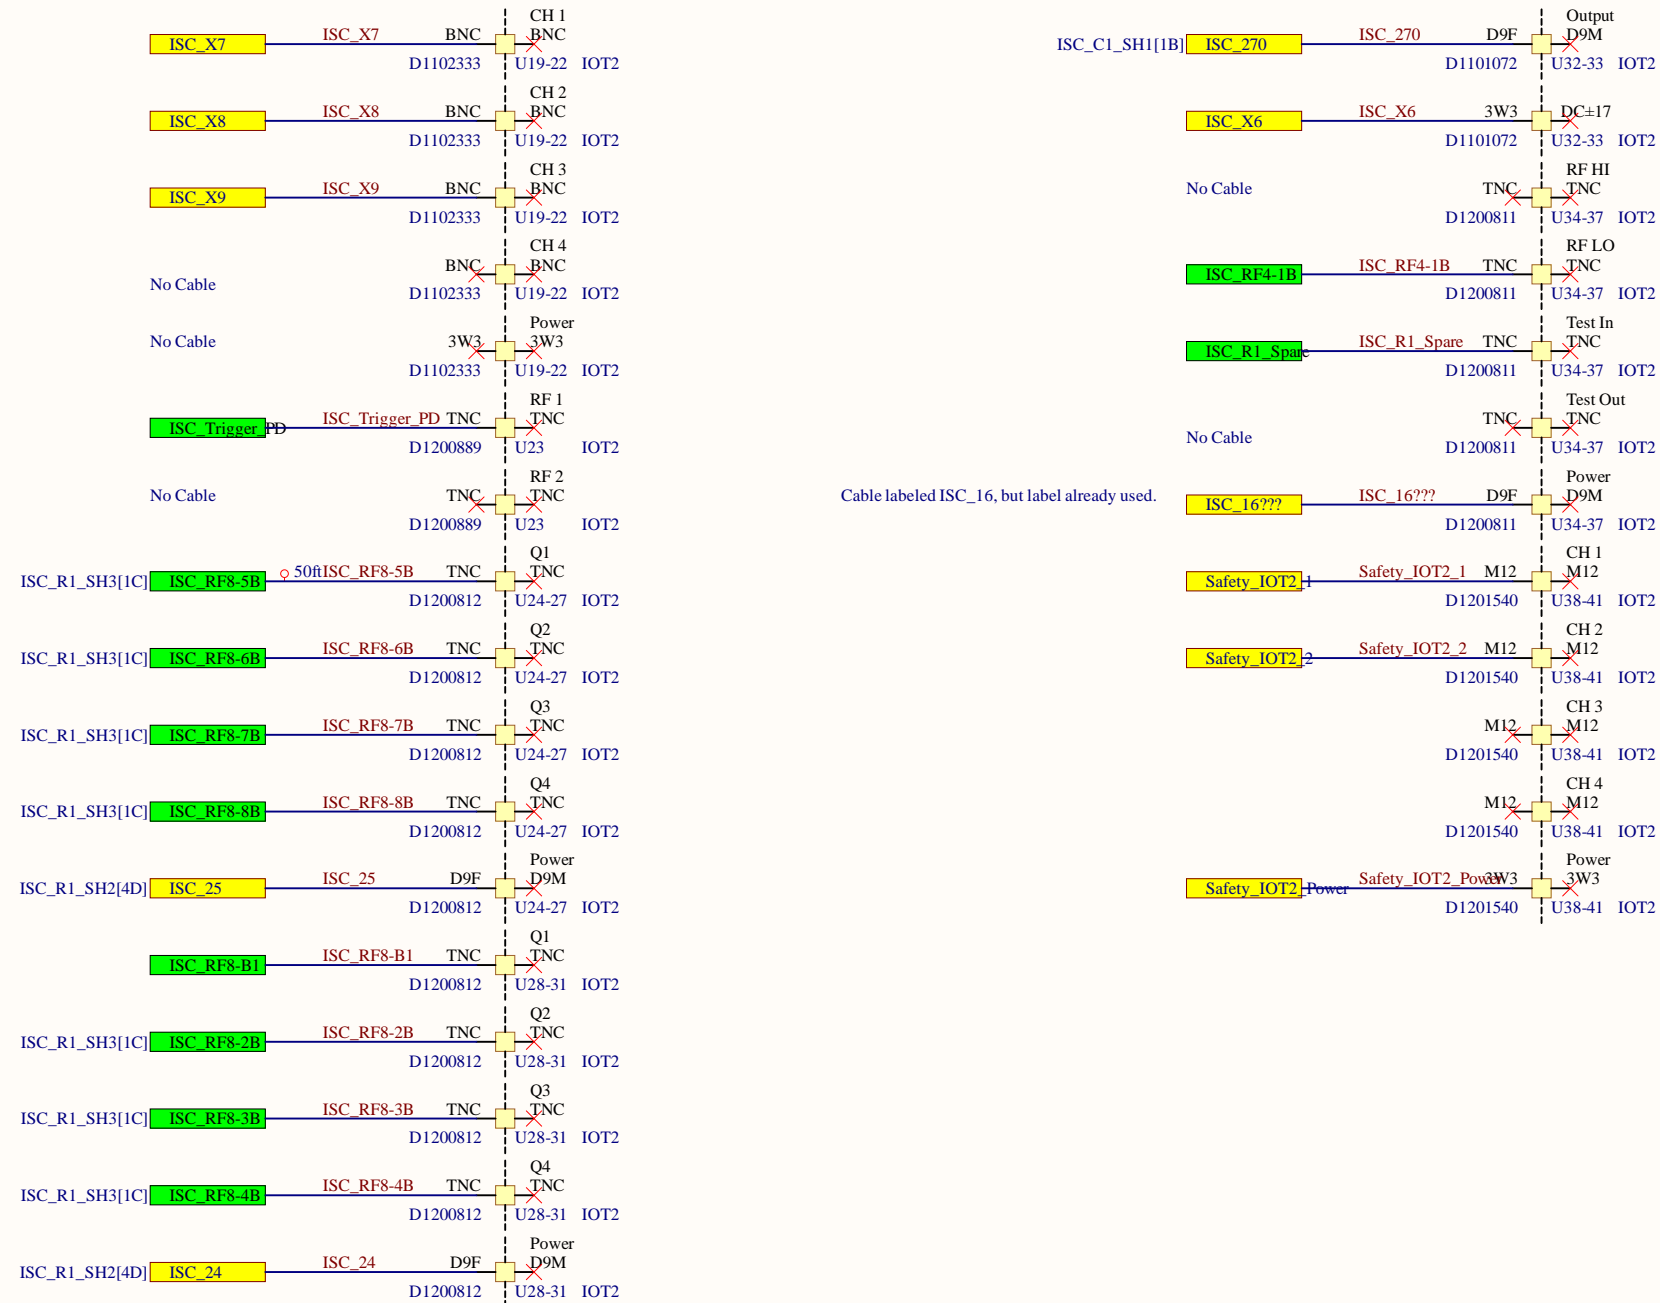 CH 1
ISC_X7 ISC_X7 BNC BNC
D1102333 U19-22 IOT2
CH 2
ISC_X8 ISC_X8 BNC BNC
D1102333 U19-22 IOT2
CH 3
ISC_X9 ISC_X9 BNC BNC
D1102333 U19-22 IOT2
CH 4
No Cable BNC BNC
D1102333 U19-22 IOT2
Power
No Cable 3W3 3W3
D1102333 U19-22 IOT2
RF 1
ISC_Trigger_PD ISC_Trigger_PD TNC TNC
D1200889 U23 IOT2
RF 2
No Cable TNC TNC
D1200889 U23 IOT2
Q1
ISC_R1_SH3[1C] ISC_RF8-5B 50ft ISC_RF8-5B TNC TNC
D1200812 U24-27 IOT2
Q2
ISC_R1_SH3[1C] ISC_RF8-6B ISC_RF8-6B TNC TNC
D1200812 U24-27 IOT2
Q3
ISC_R1_SH3[1C] ISC_RF8-7B ISC_RF8-7B TNC TNC
D1200812 U24-27 IOT2
Q4
ISC_R1_SH3[1C] ISC_RF8-8B ISC_RF8-8B TNC TNC
D1200812 U24-27 IOT2
Power
ISC_R1_SH2[4D] ISC_25 ISC_25 D9F D9M
D1200812 U24-27 IOT2
Q1
ISC_RF8-B1 ISC_RF8-B1 TNC TNC
D1200812 U28-31 IOT2
Q2
ISC_R1_SH3[1C] ISC_RF8-2B ISC_RF8-2B TNC TNC
D1200812 U28-31 IOT2
Q3
ISC_R1_SH3[1C] ISC_RF8-3B ISC_RF8-3B TNC TNC
D1200812 U28-31 IOT2
Q4
ISC_R1_SH3[1C] ISC_RF8-4B ISC_RF8-4B TNC TNC
D1200812 U28-31 IOT2
Power
ISC_R1_SH2[4D] ISC_24 ISC_24 D9F D9M
D1200812 U28-31 IOT2
Output
ISC_C1_SH1[1B] ISC_270 ISC_270 D9F D9M
D1101072 U32-33 IOT2
ISC_X6 ISC_X6 3W3 DC±17
D1101072 U32-33 IOT2
RF HI
No Cable TNC TNC
D1200811 U34-37 IOT2
RF LO
ISC_RF4-1B ISC_RF4-1B TNC TNC
D1200811 U34-37 IOT2
Test In
ISC_R1_Spare ISC_R1_Spare TNC TNC
D1200811 U34-37 IOT2
Test Out
No Cable TNC TNC
D1200811 U34-37 IOT2
Power
Cable labeled ISC_16, but label already used. ISC_16??? ISC_16??? D9F D9M
D1200811 U34-37 IOT2
CH 1
Safety_IOT2_1 Safety_IOT2_1 M12 M12
D1201540 U38-41 IOT2
CH 2
Safety_IOT2_2 Safety_IOT2_2 M12 M12
D1201540 U38-41 IOT2
CH 3
M12 M12
D1201540 U38-41 IOT2
CH 4
M12 M12
D1201540 U38-41 IOT2
Power
Safety_IOT2_Power Safety_IOT2_Power 3W3 3W3
D1201540 U38-41 IOT2